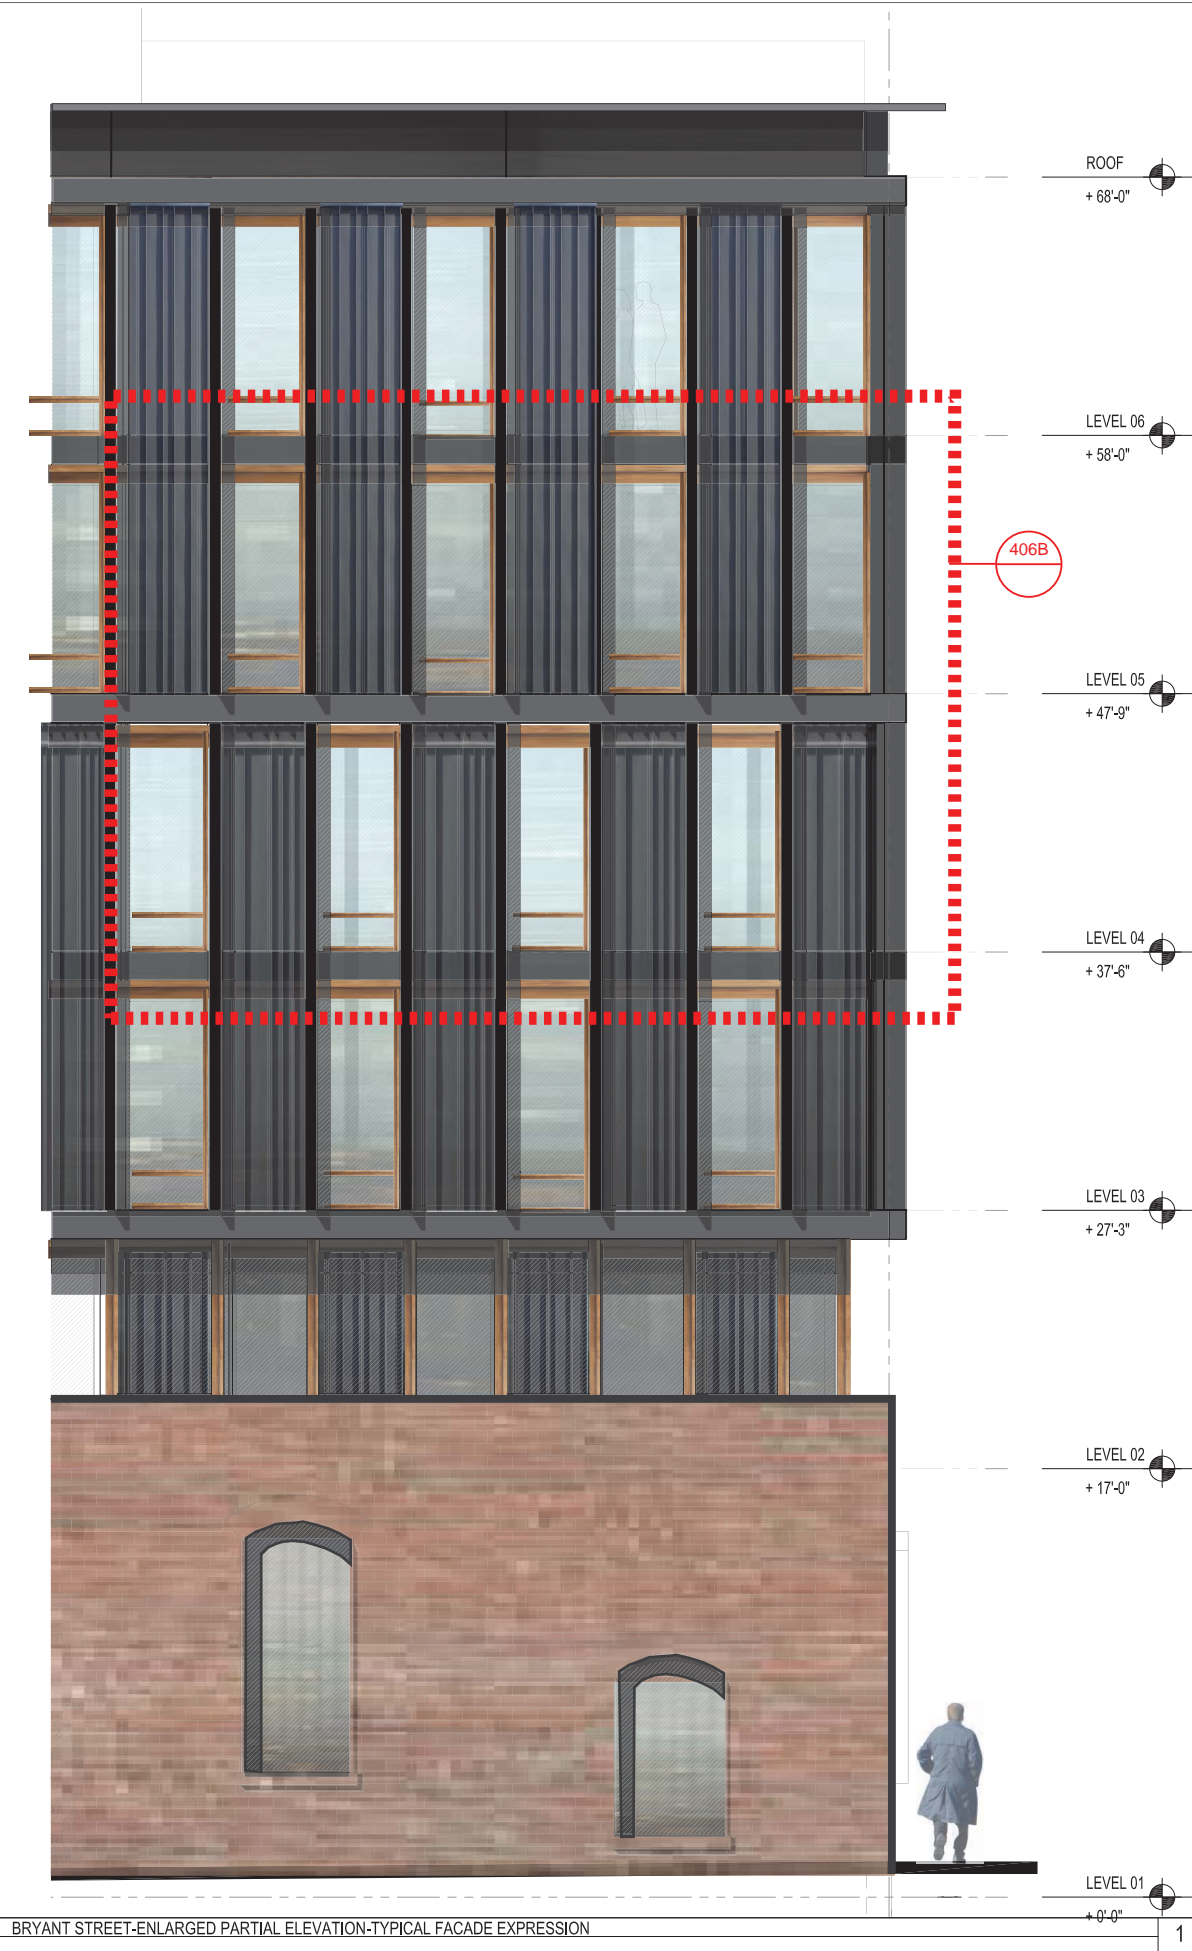 ROOF
+ 68'-0"
LEVEL 06
+ 58'-0"
406B
LEVEL 05
+ 47'-9"
LEVEL 04
+ 37'-6"
LEVEL 03
+ 27'-3"
LEVEL 02
+ 17'-0"
LEVEL 01
+ 0'-0"
BRYANT STREET-ENLARGED PARTIAL ELEVATION-TYPICAL FACADE EXPRESSION
1